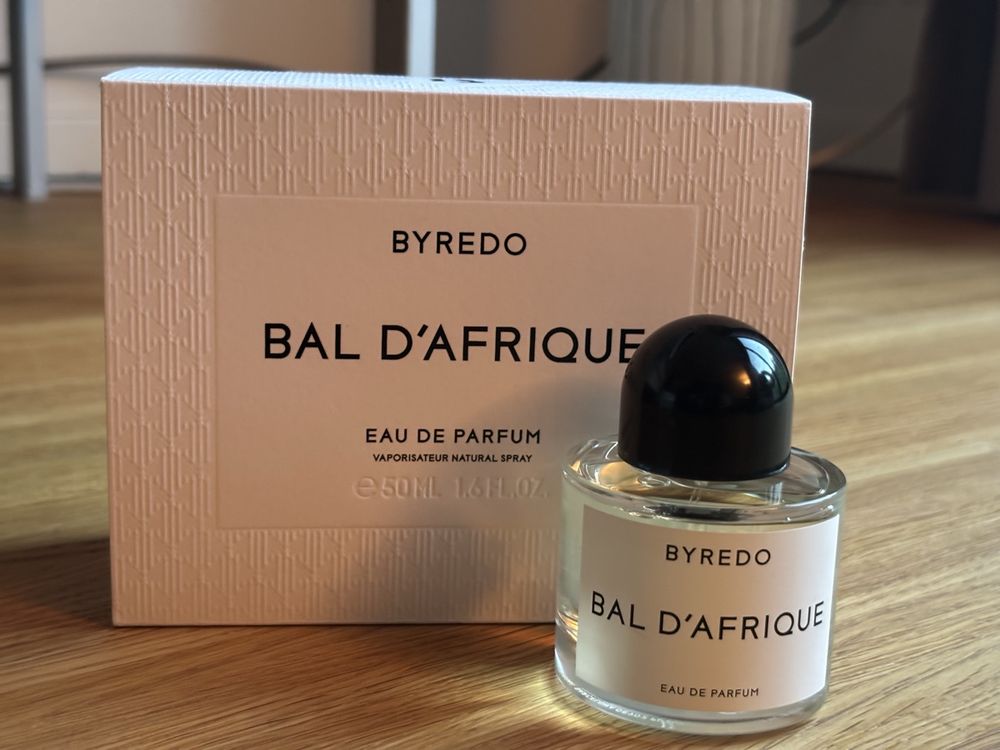 BYREDO
BAL D'AFRIQUE
EAU DE PARFUM
VAPORISATEUR NATURAL SPRAY
℮50 ML 1.6 FL.OZ.
BYREDO
BAL D'AFRIQUE
EAU DE PARFUM